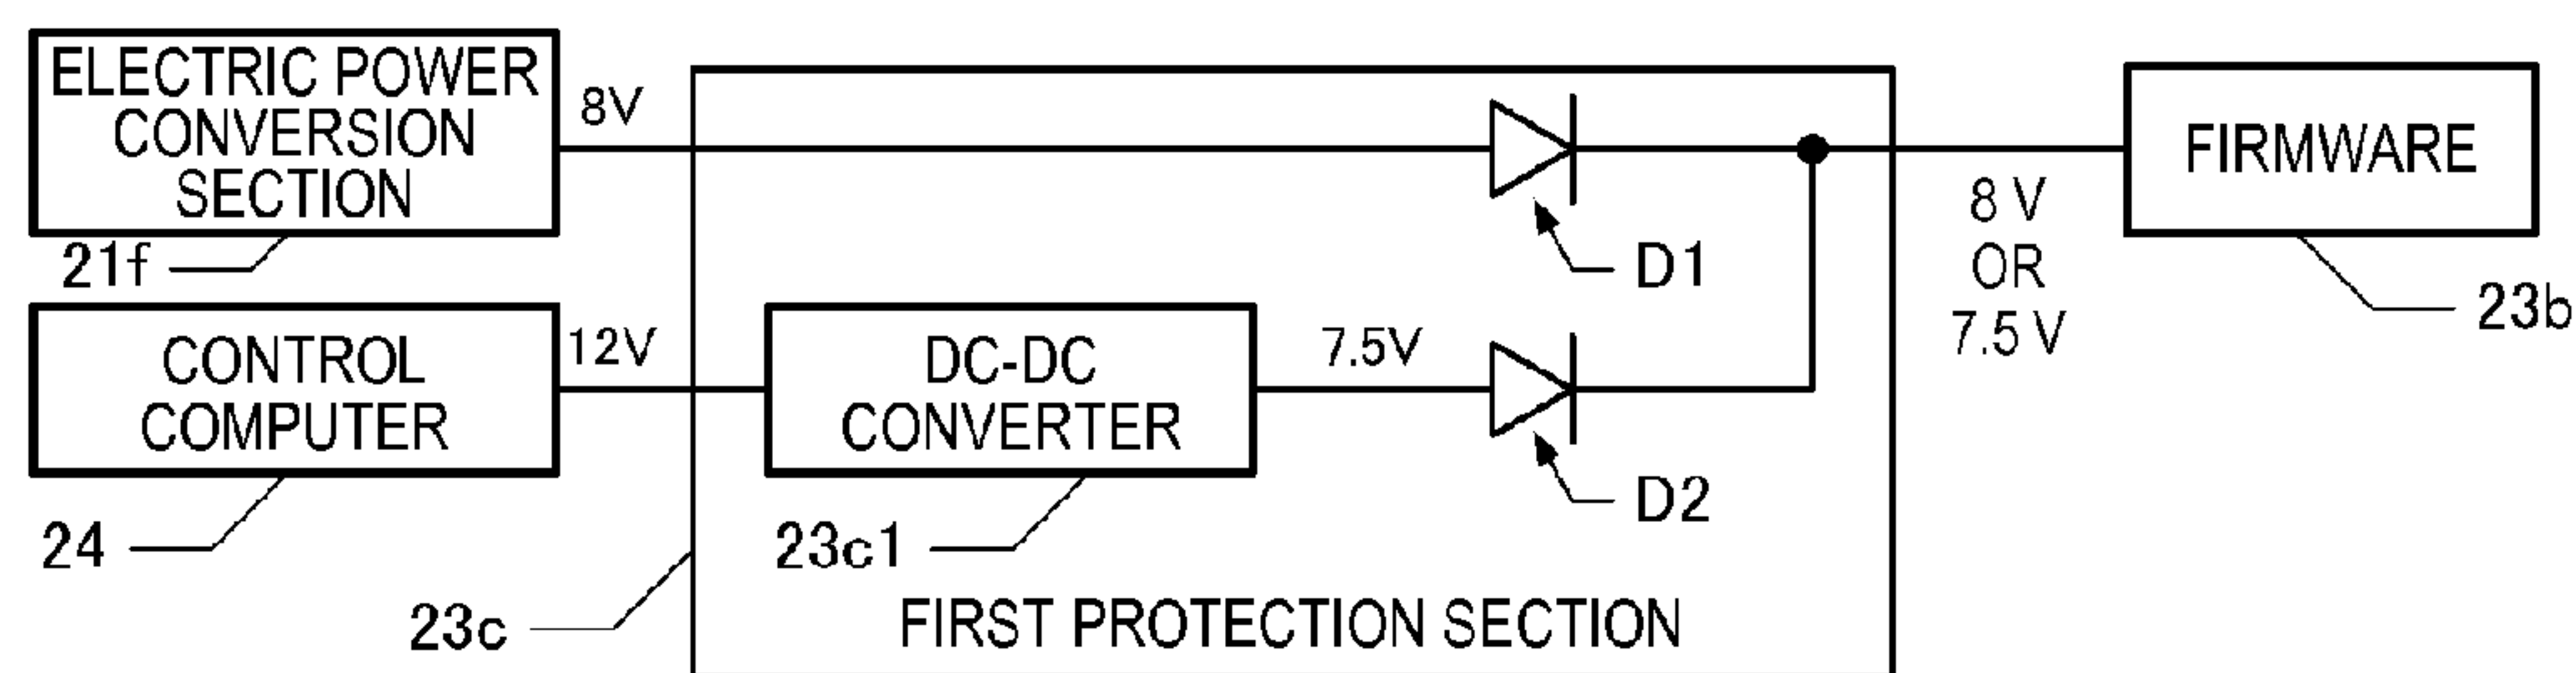 ELECTRIC POWER
CONVERSION
SECTION
21f
8V
D1
8 V
OR
7.5 V
FIRMWARE
23b
CONTROL
COMPUTER
24
12V
DC-DC
CONVERTER
23c1
7.5V
D2
23c
FIRST PROTECTION SECTION